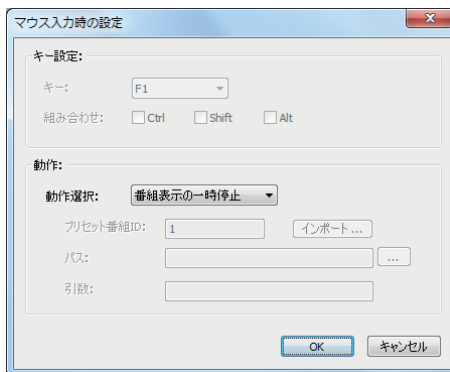 マウス入力時の設定
キー設定:
キー: F1
組み合わせ: Ctrl Shift Alt
動作:
動作選択: 番組表示の一時停止
プリセット番組ID: 1 インポート ...
パス: ...
引数:
OK キャンセル